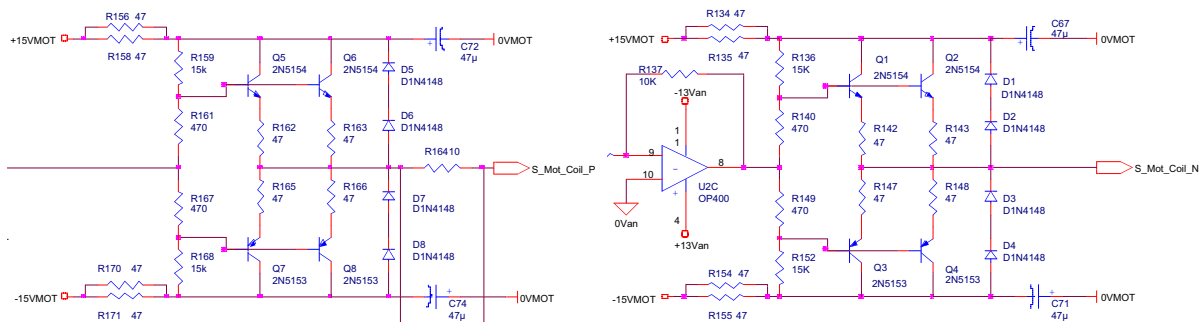 R156 47
+15VMOT
R158 47
R159
15k
Q5
2N5154
Q6
2N5154
C72
47µ
0VMOT
D5
D1N4148
D6
D1N4148
R161
470
R162
47
R163
47
R16410
S_Mot_Coil_P
R167
470
R165
47
R166
47
D7
D1N4148
D8
D1N4148
R168
15k
Q7
2N5153
Q8
2N5153
R170 47
-15VMOT
R171 47
C74
47µ
0VMOT
R134 47
+15VMOT
R135 47
R136
15K
Q1
2N5154
Q2
2N5154
C67
47µ
0VMOT
R137
10K
-13Van
D1
D1N4148
D2
D1N4148
R140
470
R142
47
R143
47
1
1
9
10
8
-
+
U2C
OP400
0Van
4
+13Van
S_Mot_Coil_N
R149
470
R147
47
R148
47
D3
D1N4148
D4
D1N4148
R152
15K
Q3
2N5153
Q4
2N5153
R154 47
-15VMOT
R155 47
C71
47µ
0VMOT